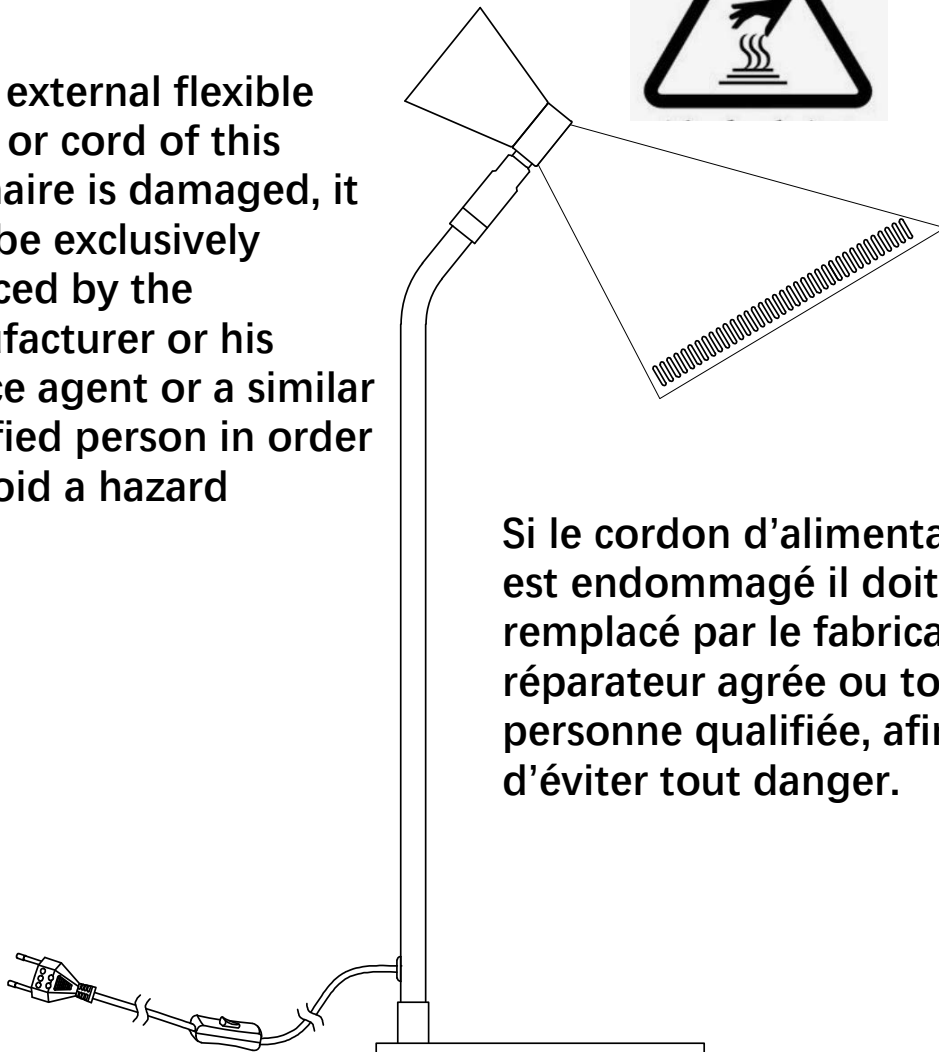 external flexible
or cord of this
naire is damaged, it
be exclusively
ced by the
facturer or his
ce agent or a similar
fied person in order
oid a hazard
Si le cordon d’alimenta
est endommagé il doit
remplacé par le fabrica
réparateur agrée ou to
personne qualifiée, afin
d’éviter tout danger.